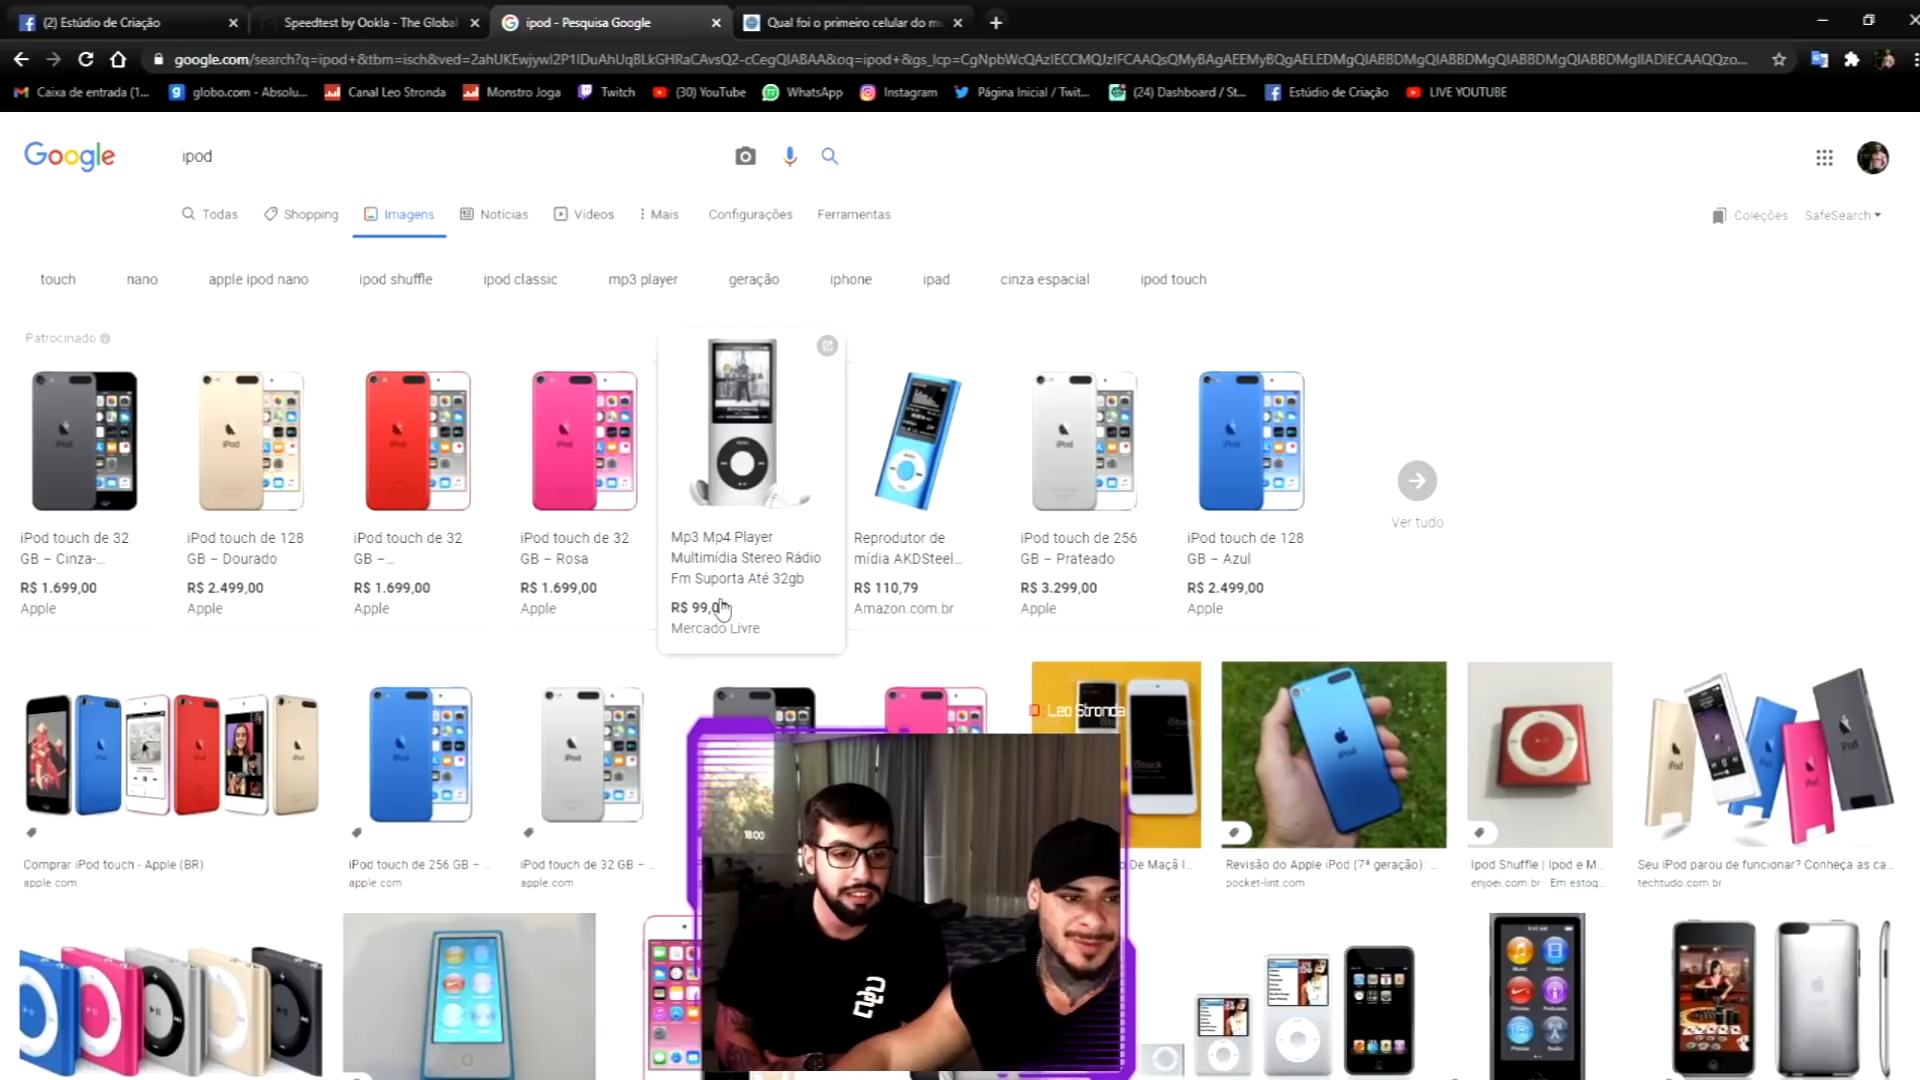 (2) Estúdio de Criação
Speedtest by Ookla - The Global
ipod - Pesquisa Google
Qual foi o primeiro celular do mu
google.com/search?q=ipod+&tbm=isch&ved=
Caixa de entrada (1...
globo.com - Absolu...
Canal Leo Stronda
Monstro Joga
Twitch
(30) YouTube
WhatsApp
Instagram
Página Inicial / Twit...
(24) Dashboard / St...
Estúdio de Criação
LIVE YOUTUBE
Google
ipod
Todas
Shopping
Imagens
Notícias
Vídeos
Mais
Configurações
Ferramentas
Coleções
SafeSearch
touch
nano
apple ipod nano
ipod shuffle
ipod classic
mp3 player
geração
iphone
ipad
cinza espacial
ipod touch
Patrocinado
iPod touch de 32
GB – Cinza-...
R$ 1.699,00
Apple
iPod touch de 128
GB – Dourado
R$ 2.499,00
Apple
iPod touch de 32
GB –...
R$ 1.699,00
Apple
iPod touch de 32
GB – Rosa
R$ 1.699,00
Apple
Mp3 Mp4 Player
Multimídia Stereo Rádio
Fm Suporta Até 32gb
R$ 99,0
Mercado Livre
Reprodutor de
mídia AKDSteel...
R$ 110,79
Amazon.com.br
iPod touch de 256
GB – Prateado
R$ 3.299,00
Apple
iPod touch de 128
GB – Azul
R$ 2.499,00
Apple
Ver tudo
Comprar iPod touch - Apple (BR)
apple.com
iPod touch de 256 GB – ...
apple.com
iPod touch de 32 GB – ...
apple.com
Leo Stronda
iStock
18:00
De Maçã I...
Revisão do Apple iPod (7ª geração): ...
pocket-lint.com
Ipod Shuffle | Ipod e M...
enjoei.com.br · Em estoq...
Seu iPod parou de funcionar? Conheça as ca...
techtudo.com.br